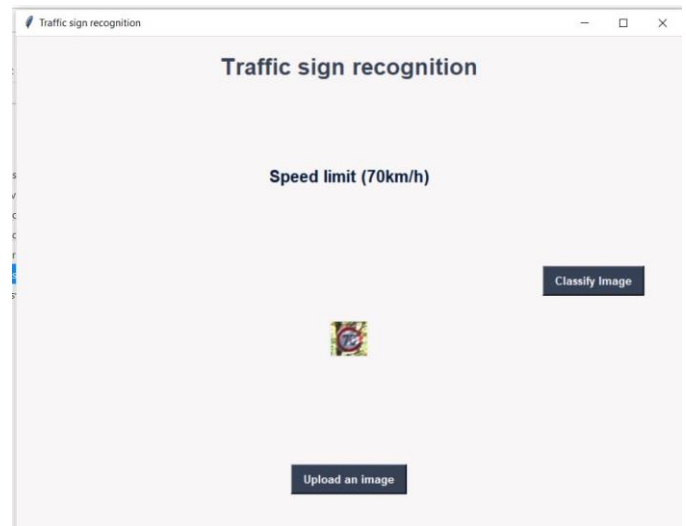 Traffic sign recognition
Traffic sign recognition
Speed limit (70km/h)
Classify Image
Upload an image